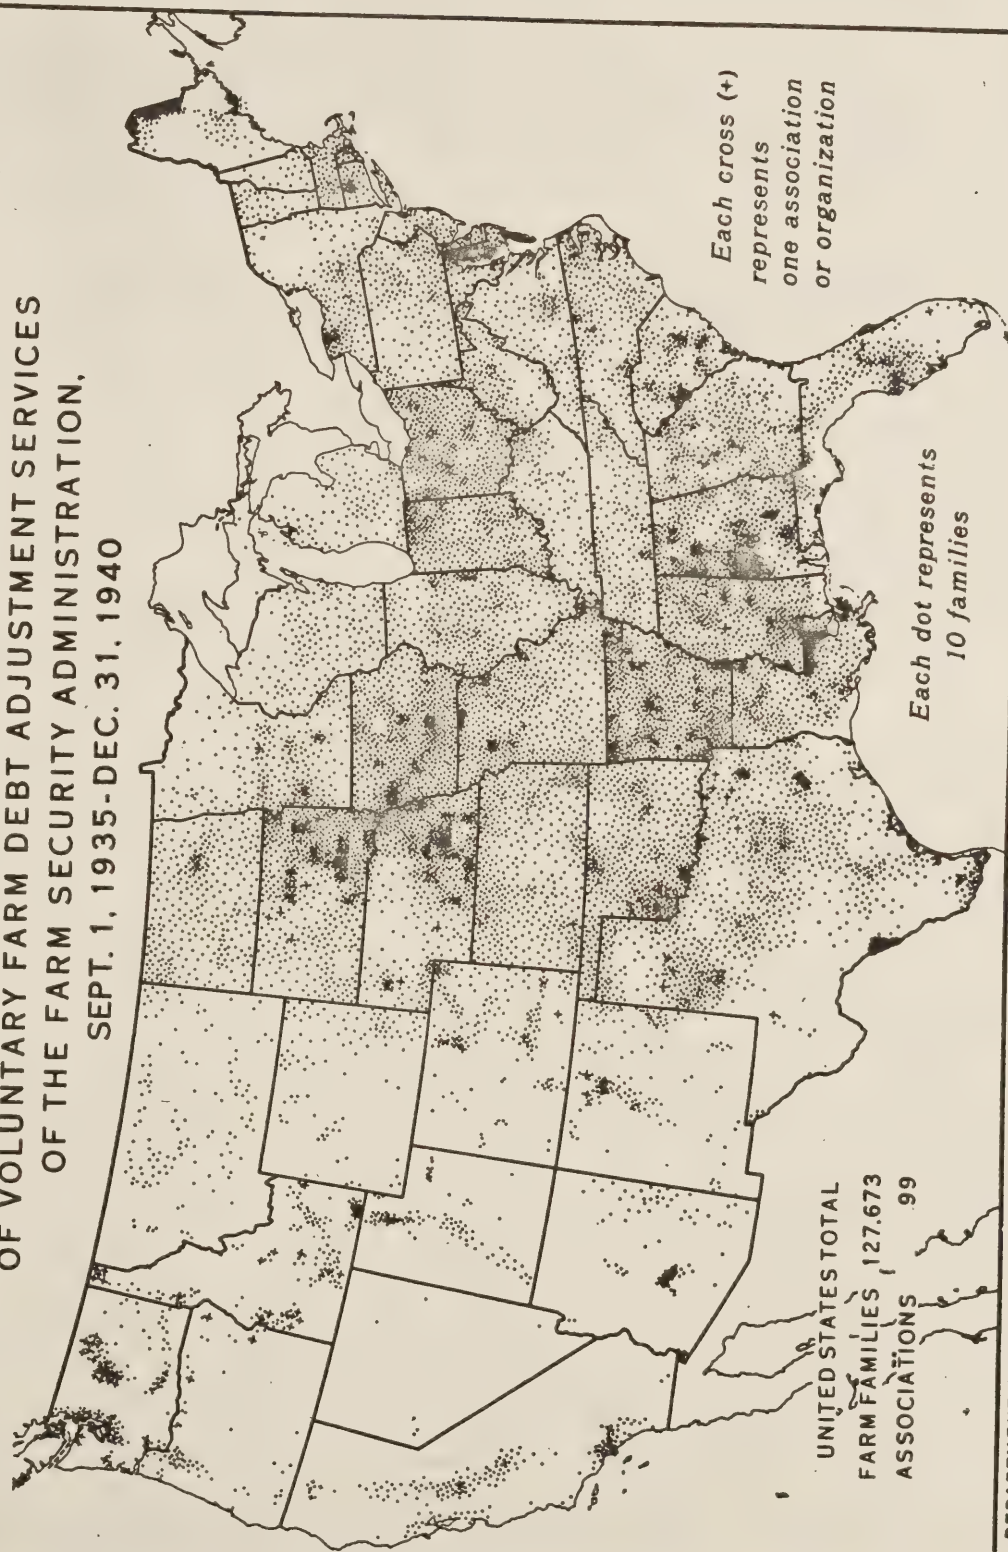 OF VOLUNTARY FARM DEBT ADJUSTMENT SERVICES
OF THE FARM SECURITY ADMINISTRATION,
SEPT. 1, 1935-DEC. 31, 1940
Each cross (+)
represents
one association
or organization
Each dot represents
10 families
UNITED STATES TOTAL
FARM FAMILIES 127,673
ASSOCIATIONS 99